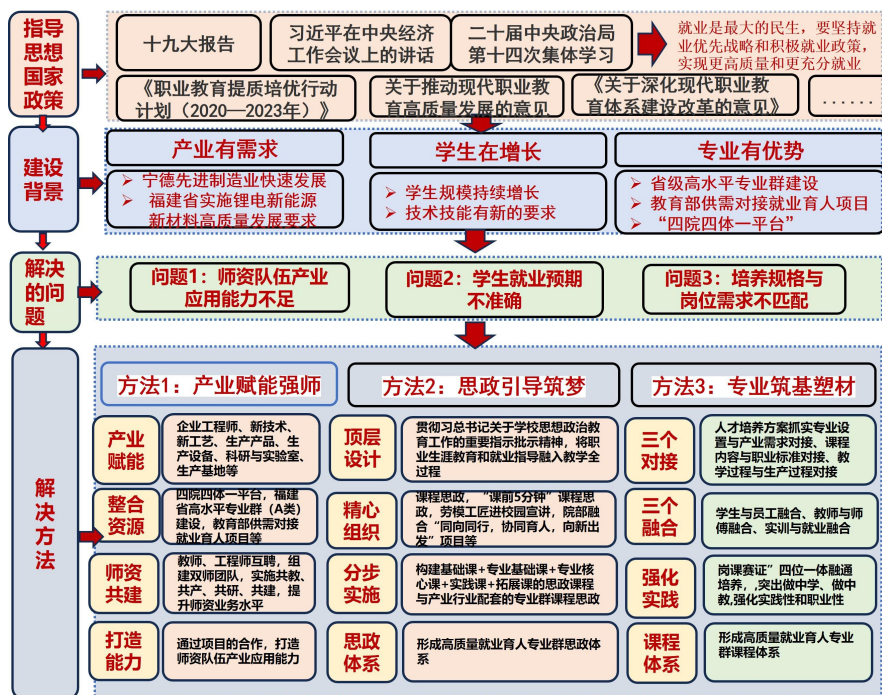 指导
思想
国家
政策
十九大报告
习近平在中央经济
工作会议上的讲话
二十届中央政治局
第十四次集体学习
就业是最大的民生，要坚持就
业优先战略和积极就业政策，
实现更高质量和更充分就业
《职业教育提质培优行动
计划（2020—2023年）》
关于推动现代职业教
育高质量发展的意见
《关于深化现代职业教
育体系建设改革的意见》
......
建设
背景
产业有需求
宁德先进制造业快速发展
福建省实施锂电新能源
新材料高质量发展要求
学生在增长
学生规模持续增长
技术技能有新的要求
专业有优势
省级高水平专业群建设
教育部供需对接就业育人项目
“四院四体一平台”
解决
的问
题
问题1：师资队伍产业
应用能力不足
问题2：学生就业预期
不准确
问题3：培养规格与
岗位需求不匹配
解决方法
方法1：产业赋能强师
产业
赋能
企业工程师、新技术、
新工艺、生产产品、生
产设备、科研与实验室、
生产基地等
整合
资源
四院四体一平台，福建
省高水平专业群（A类）
建设，教育部供需对接
就业育人项目等
师资
共建
教师、工程师互聘，组
建双师团队，实施共教、
共产、共研、共建，提
升师资业务水平
打造
能力
通过项目的合作，打造
师资队伍产业应用能力
方法2：思政引导筑梦
顶层
设计
贯彻习总书记关于学校思想政治教
育工作的重要指示批示精神，将职
业生涯教育和就业指导融入教学全
过程
精心
组织
课程思政，“课前5分钟”课程思
政，劳模工匠进校园宣讲，院部融
合“同向同行，协同育人，向新出
发”项目等
分步
实施
构建基础课+专业基础课+专业核
心课+实践课+拓展课的思政课程
与产业行业配套的专业群课程思政
思政
体系
形成高质量就业育人专业群思政体
系
方法3：专业筑基塑材
三个
对接
人才培养方案抓实专业设
置与产业需求对接、课程
内容与职业标准对接、教
学过程与生产过程对接
三个
融合
学生与员工融合、教师与师
傅融合、实训与就业融合
强化
实践
岗课赛证”四位一体融通
培养，,突出做中学、做中
教,强化实践性和职业性
课程
体系
形成高质量就业育人专业
群课程体系